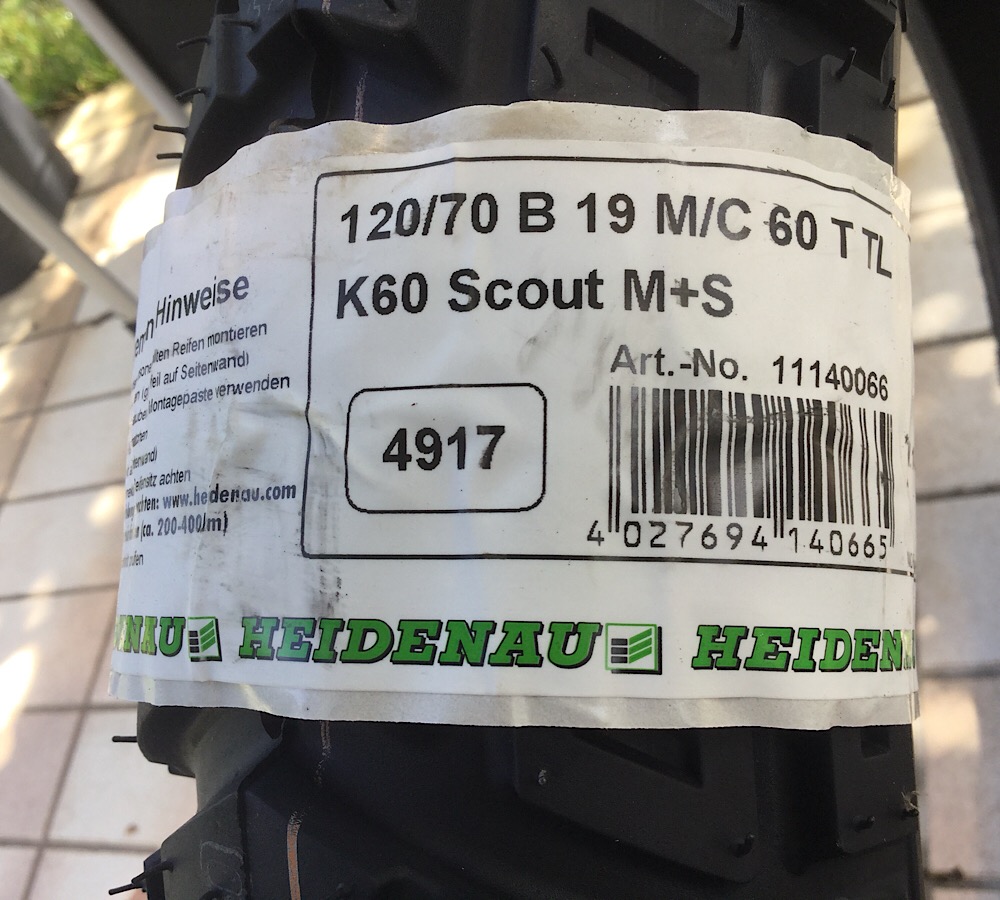 120/70 B 19 M/C 60 T TL
K60 Scout M+S
Art.-No. 11140066
4917
4 027694 140665
Hinweise
Reifen montieren
auf Seitenwand)
Montagepaste verwenden
achten
www.heidenau.com
(ca. 200-400/m)
HEIDENAU